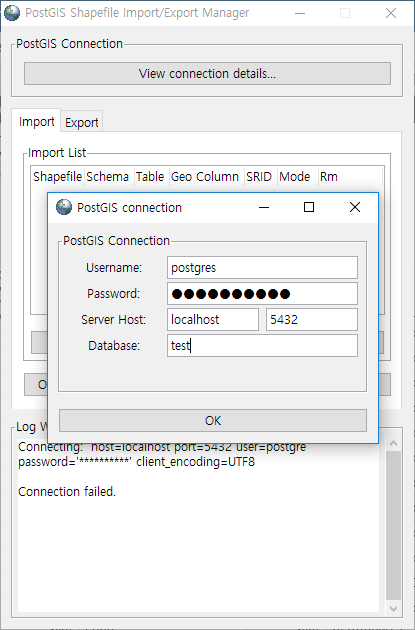 PostGIS Shapefile Import/Export Manager
PostGIS Connection
View connection details...
Import Export
Import List
Shapefile Schema Table Geo Column SRID Mode Rm
PostGIS connection
PostGIS Connection
Username: postgres
Password: ●●●●●●●●●●
Server Host: localhost 5432
Database: test
OK
Log
Connecting: host=localhost port=5432 user=postgre
password='**********' client_encoding=UTF8
Connection failed.